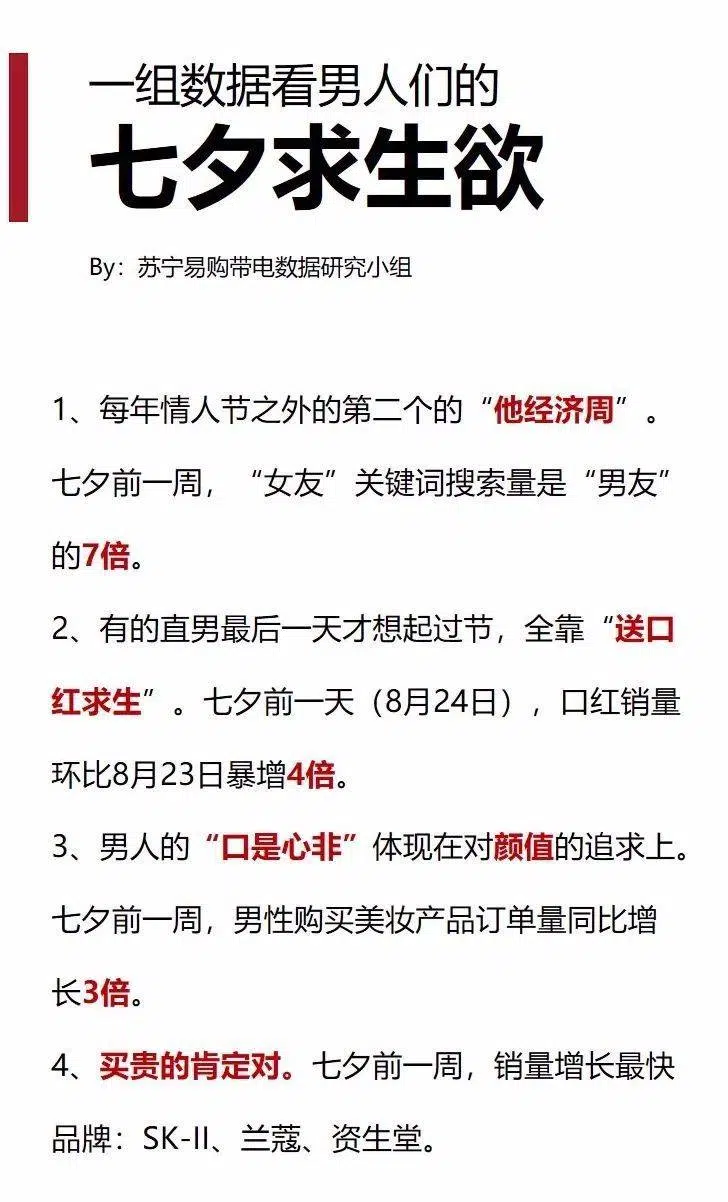 一组数据看男人们的
七夕求生欲
By：苏宁易购带电数据研究小组
1、每年情人节之外的第二个的“他经济周”。
七夕前一周，“女友”关键词搜索量是“男友”
的7倍。
2、有的直男最后一天才想起过节，全靠“送口
红求生”。七夕前一天（8月24日），口红销量
环比8月23日暴增4倍。
3、男人的“口是心非”体现在对颜值的追求上。
七夕前一周，男性购买美妆产品订单量同比增
长3倍。
4、买贵的肯定对。七夕前一周，销量增长最快
品牌：SK-II、兰蔻、资生堂。